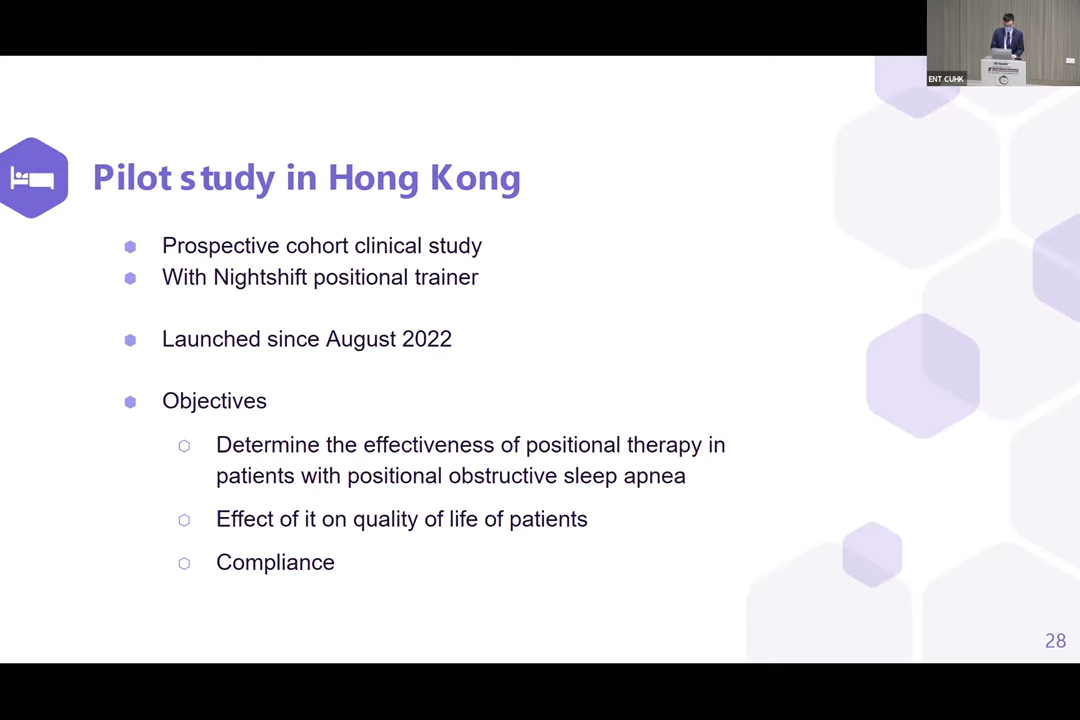 ENT CUHK
Pilot study in Hong Kong
Prospective cohort clinical study
With Nightshift positional trainer
Launched since August 2022
Objectives
Determine the effectiveness of positional therapy in
patients with positional obstructive sleep apnea
Effect of it on quality of life of patients
Compliance
28